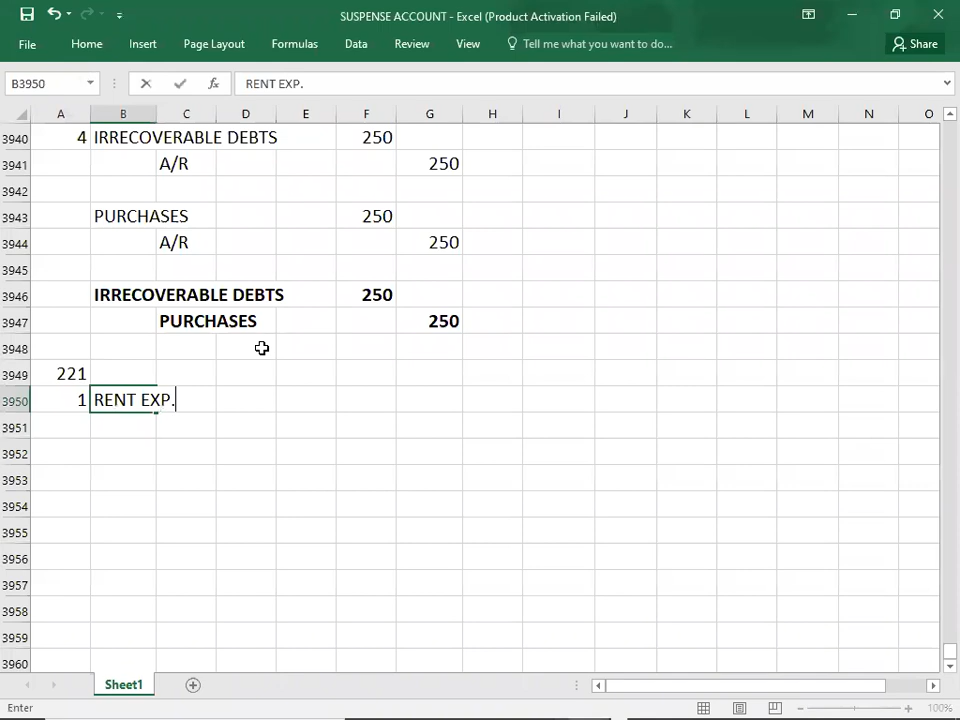 SUSPENSE ACCOUNT - Excel (Product Activation Failed)
File Home Insert Page Layout Formulas Data Review View Tell me what you want to do... Share
B3950 fx RENT EXP.
A B C D E F G H I J K L M N O
3940 4 IRRECOVERABLE DEBTS 250
3941 A/R 250
3942
3943 PURCHASES 250
3944 A/R 250
3945
3946 IRRECOVERABLE DEBTS 250
3947 PURCHASES 250
3948
3949 221
3950 1 RENT EXP.
3951
3952
3953
3954
3955
3956
3957
3958
3959
3960
Sheet1
Enter 100%